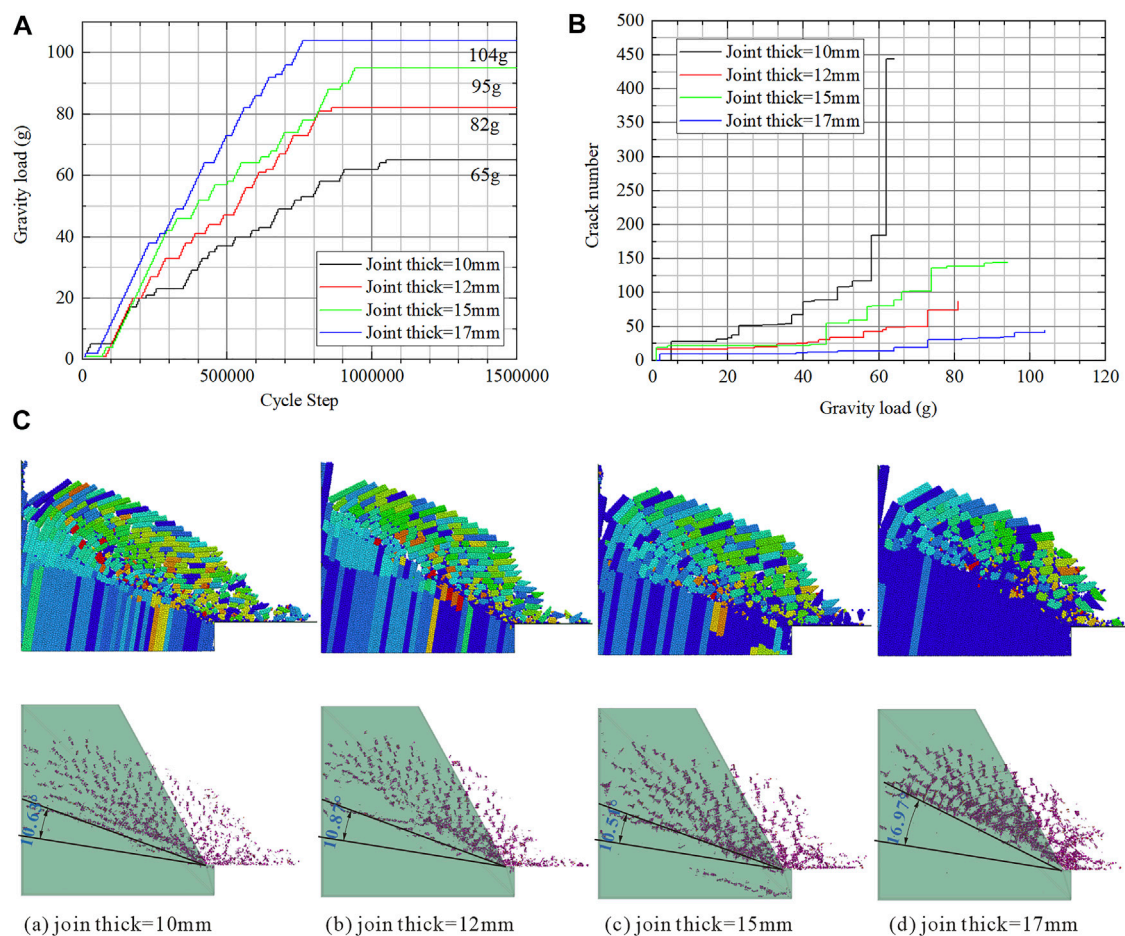 A
Gravity load (g)
100
80
60
40
20
0
104g
95g
82g
65g
Joint thick=10mm
Joint thick=12mm
Joint thick=15mm
Joint thick=17mm
0
500000
1000000
1500000
Cycle Step
B
Crack number
500
450
400
350
300
250
200
150
100
50
0
Joint thick=10mm
Joint thick=12mm
Joint thick=15mm
Joint thick=17mm
0
20
40
60
80
100
120
Gravity load (g)
C
10.63°
10.87°
10.57°
16.97°
(a) join thick=10mm
(b) join thick=12mm
(c) join thick=15mm
(d) join thick=17mm